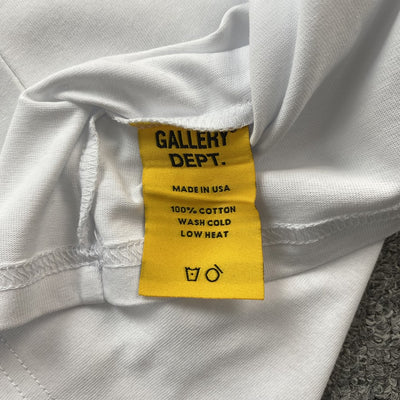 GALLERY
DEPT.
MADE IN USA
100% COTTON
WASH COLD
LOW HEAT